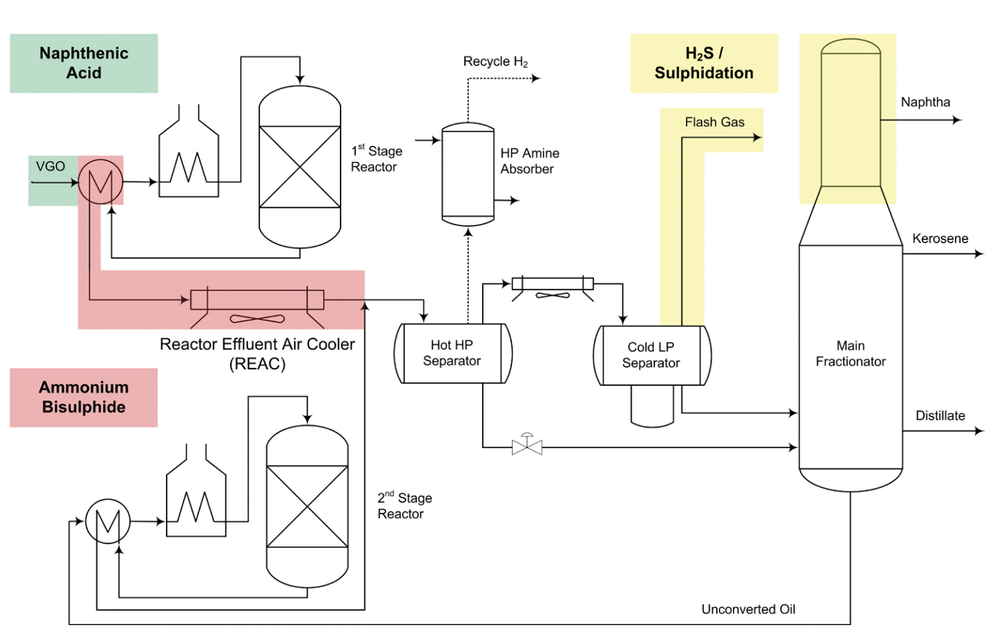 Naphthenic
Acid
VGO
1st Stage
Reactor
Recycle H2
HP Amine
Absorber
H2S /
Sulphidation
Flash Gas
Naphtha
Kerosene
Reactor Effluent Air Cooler
(REAC)
Hot HP
Separator
Cold LP
Separator
Main
Fractionator
Ammonium
Bisulphide
Distillate
2nd Stage
Reactor
Unconverted Oil